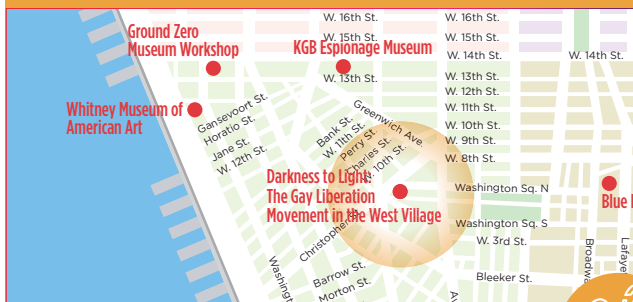 W. 16th St.
W. 16th St.
Ground Zero
Museum Workshop
W. 15th St.
W. 15th St.
KGB Espionage Museum
W. 14th St.
W. 14th St.
W. 13th St.
W. 13th St.
W. 12th St.
Whitney Museum of
American Art
Gansevoort St.
Horatio St.
Jane St.
W. 12th St.
Bank St.
W. 11th St.
Perry St.
Charles St.
W. 10th St.
Greenwich Ave.
W. 11th St.
W. 10th St.
W. 9th St.
W. 8th St.
Darkness to Light:
The Gay Liberation
Movement in the West Village
Washington Sq. N
Blue
Christopher
Washington Sq. S
W. 3rd St.
Washingt
Barrow St.
Morton St.
Bleeker St.
Broadwa
Lafaye